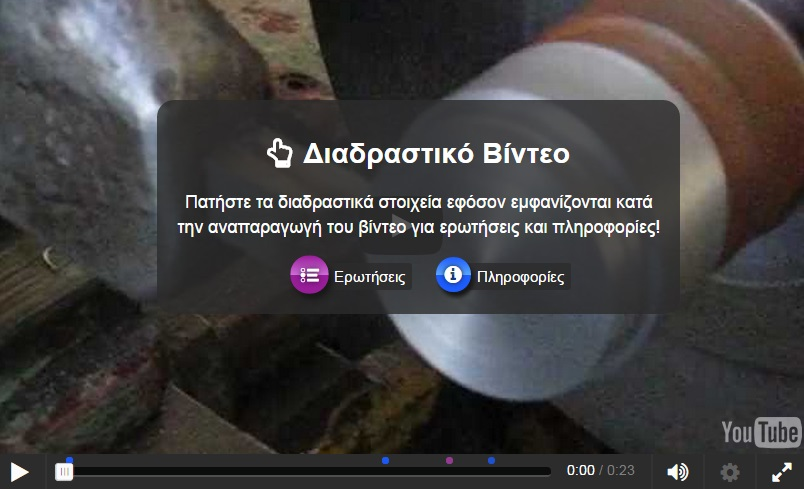 Διαδραστικό Βίντεο
Πατήστε τα διαδραστικά στοιχεία εφόσον εμφανίζονται κατά
την αναπαραγωγή του βίντεο για ερωτήσεις και πληροφορίες!
Ερωτήσεις Πληροφορίες
YouTube
0:00 / 0:23